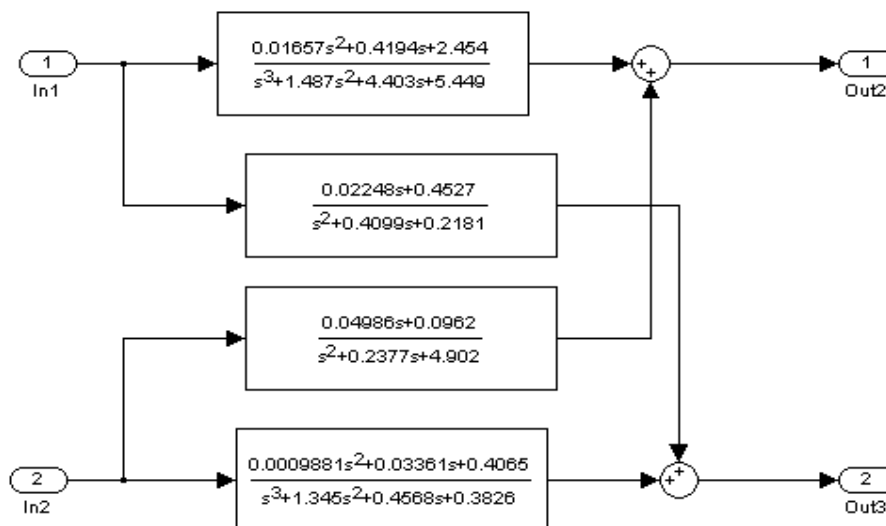 0.01657s²+0.4194s+2.454
s³+1.487s²+4.403s+5.449
1
In1
+
+
1
Out2
0.02248s+0.4527
s²+0.4099s+0.2181
0.04986s+0.0962
s²+0.2377s+4.902
2
In2
0.0009881s²+0.03361s+0.4065
s³+1.345s²+0.4568s+0.3826
+
+
2
Out3